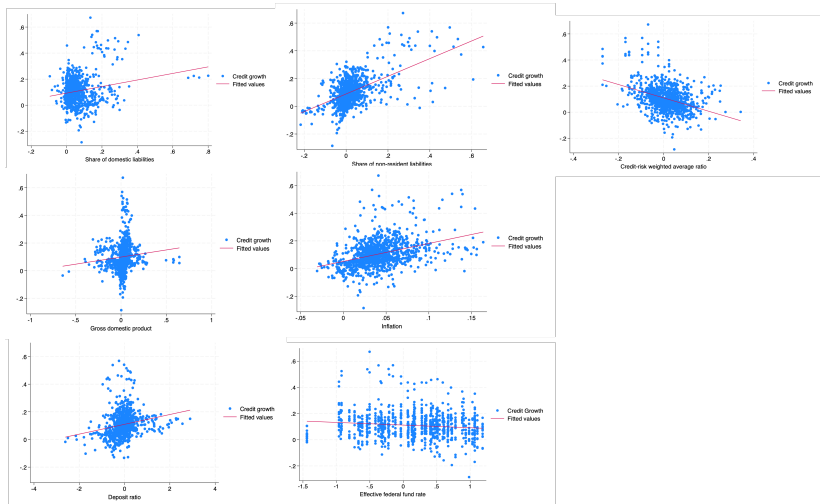 .6
.4
.2
0
-.2
-.2 0 .2 .4 .6 .8
Share of domestic liabilities
Credit growth
Fitted values
.6
.4
.2
0
-.2
-.2 0 .2 .4 .6
Share of non-resident liabilities
Credit growth
Fitted values
.6
.4
.2
0
-.2
-.4 -.2 0 .2 .4
Credit-risk weighted average ratio
Credit growth
Fitted values
.6
.4
.2
0
-.2
-1 -.5 0 .5 1
Gross domestic product
Credit growth
Fitted values
.6
.4
.2
0
-.2
-.05 0 .05 .10 .15
Inflation
Credit growth
Fitted values
.6
.4
.2
0
-.2
-4 -2 0 2 4
Deposit ratio
Credit growth
Fitted values
.6
.4
.2
0
-.2
-1.5 -1 -.5 0 .5 1
Effective federal fund rate
Credit Growth
Fitted values